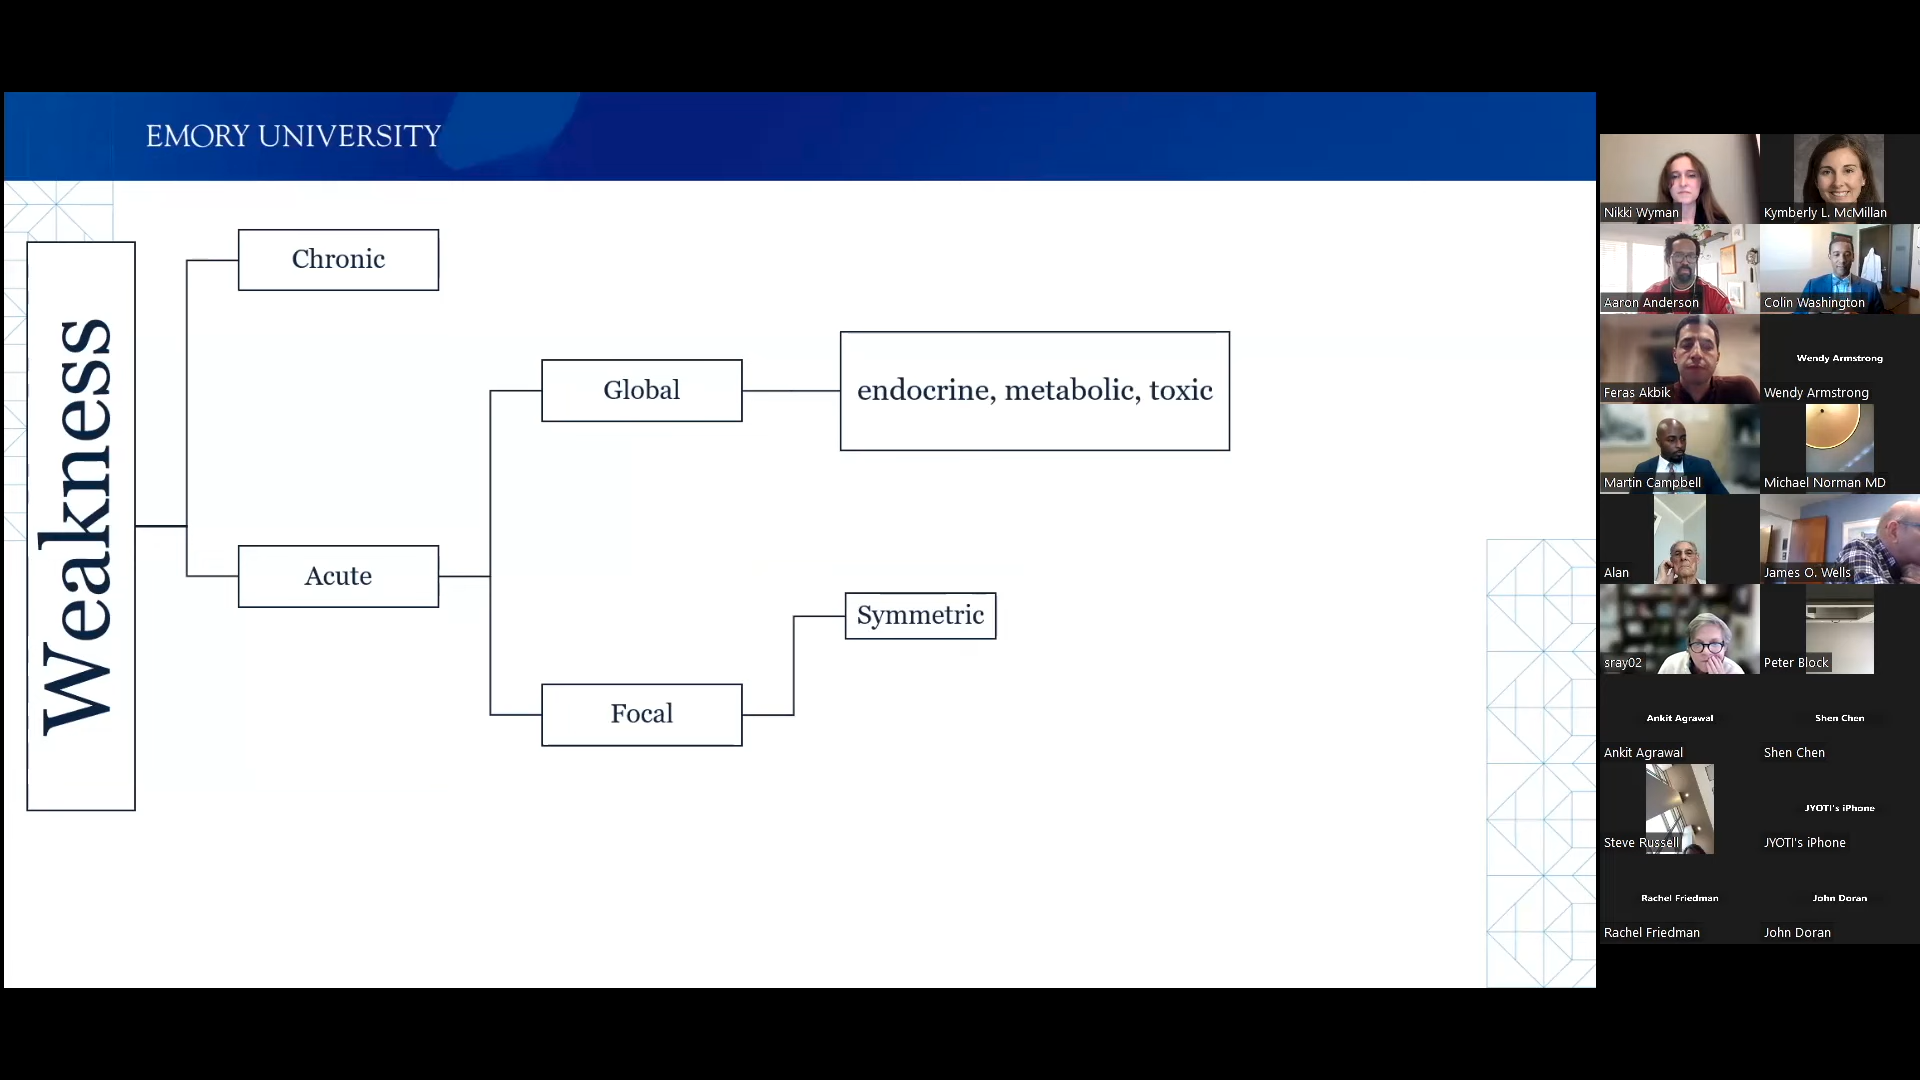 EMORY UNIVERSITY
Weakness
Chronic
Acute
Global
endocrine, metabolic, toxic
Focal
Symmetric
Nikki Wyman
Kymberly L. McMillan
Aaron Anderson
Colin Washington
Feras Akbik
Wendy Armstrong
Wendy Armstrong
Martin Campbell
Michael Norman MD
Alan
James O. Wells
sray02
Peter Block
Ankit Agrawal
Ankit Agrawal
Shen Chen
Shen Chen
Steve Russell
JYOTI's iPhone
JYOTI's iPhone
Rachel Friedman
Rachel Friedman
John Doran
John Doran